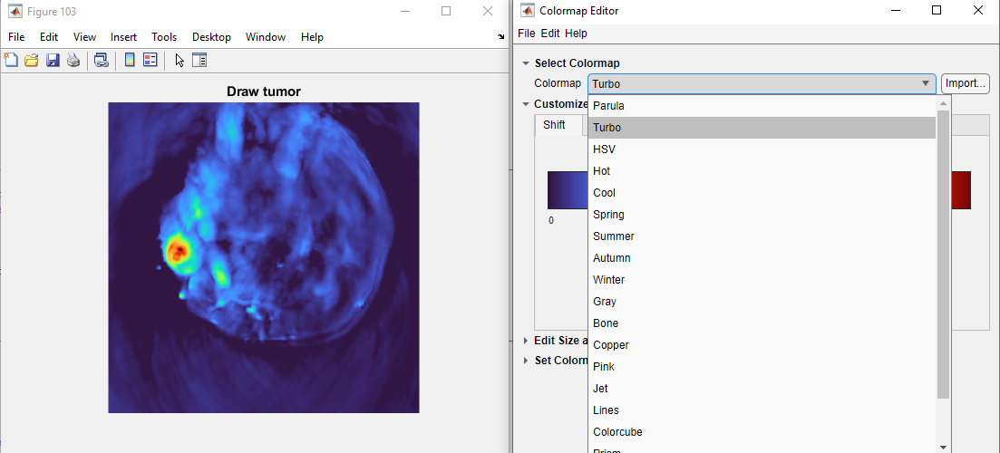 Figure 103
File Edit View Insert Tools Desktop Window Help
Draw tumor
Colormap Editor
File Edit Help
Select Colormap
Colormap Turbo Import...
Customize
Shift
0
Parula
Turbo
HSV
Hot
Cool
Spring
Summer
Autumn
Winter
Gray
Bone
Copper
Pink
Jet
Lines
Colorcube
Prism
Edit Size a
Set Colorm